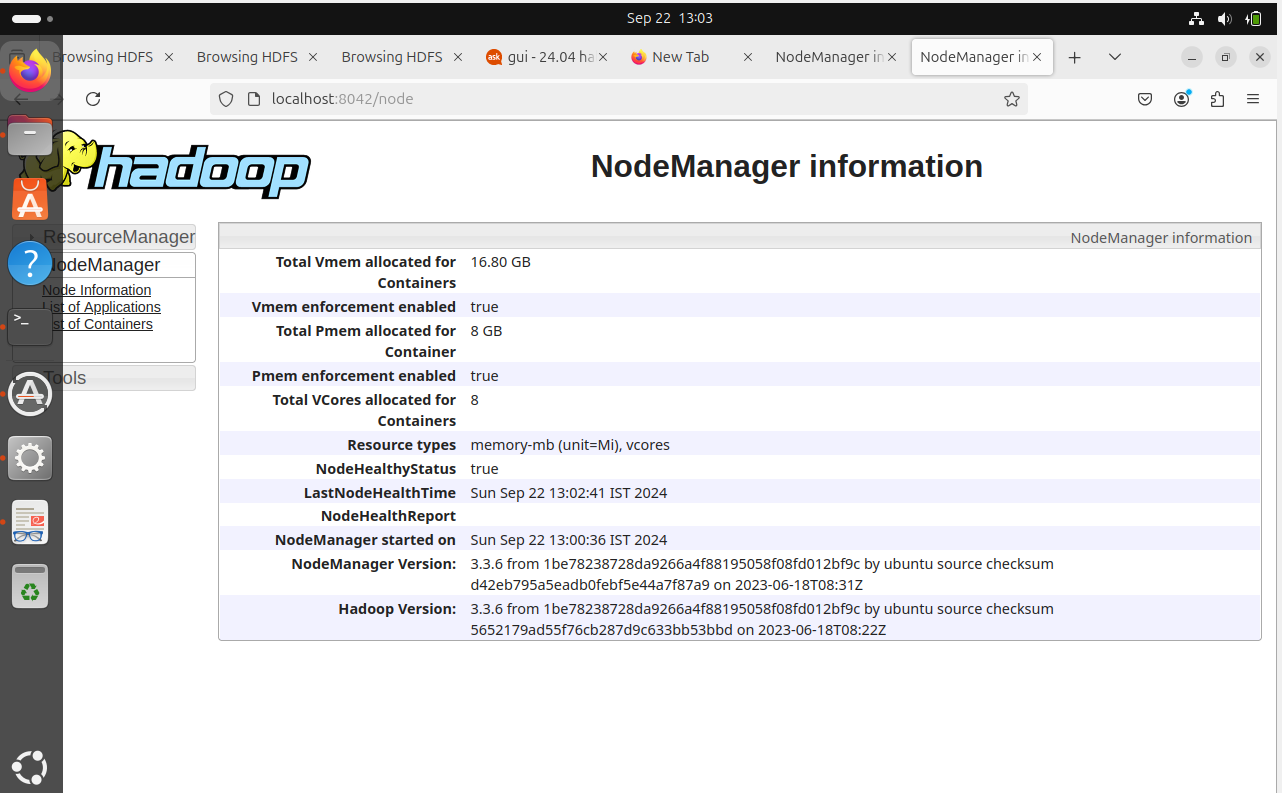 Sep 22 13:03
Browsing HDFS
Browsing HDFS
Browsing HDFS
ask
gui - 24.04 ha
New Tab
NodeManager in
NodeManager in
localhost:8042/node
hadoop
NodeManager information
ResourceManager
NodeManager
Node Information
List of Applications
List of Containers
Tools
NodeManager information
Total Vmem allocated for 16.80 GB
Containers
Vmem enforcement enabled true
Total Pmem allocated for 8 GB
Container
Pmem enforcement enabled true
Total VCores allocated for 8
Containers
Resource types memory-mb (unit=Mi), vcores
NodeHealthyStatus true
LastNodeHealthTime Sun Sep 22 13:02:41 IST 2024
NodeHealthReport
NodeManager started on Sun Sep 22 13:00:36 IST 2024
NodeManager Version: 3.3.6 from 1be78238728da9266a4f88195058f08fd012bf9c by ubuntu source checksum
d42eb795a5eadb0febf5e44a7f87a9 on 2023-06-18T08:31Z
Hadoop Version: 3.3.6 from 1be78238728da9266a4f88195058f08fd012bf9c by ubuntu source checksum
5652179ad55f76cb287d9c633bb53bbd on 2023-06-18T08:22Z